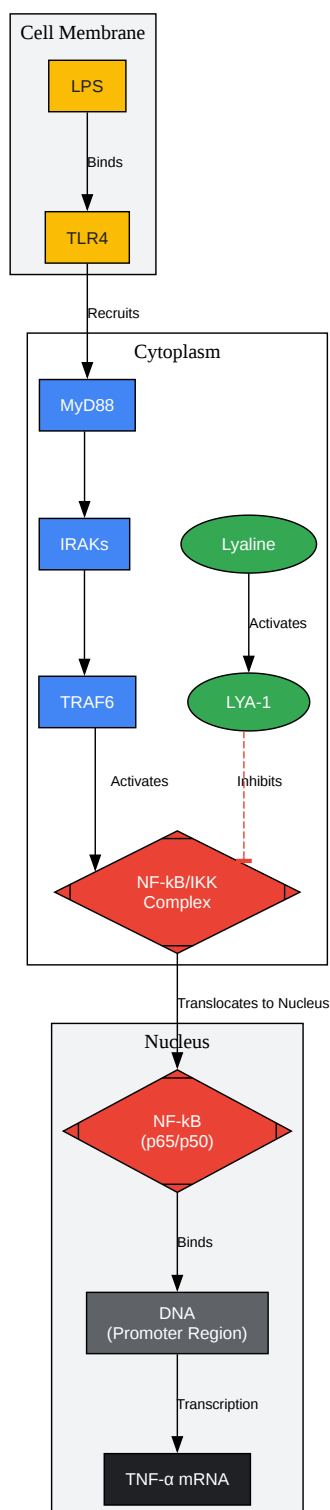 Cell Membrane
LPS
Binds
TLR4
Recruits
Cytoplasm
MyD88
IRAKs
Lyaline
Activates
TRAF6
LYA-1
Activates
Inhibits
NF-kB/IKK
Complex
Translocates to Nucleus
Nucleus
NF-kB
(p65/p50)
Binds
DNA
(Promoter Region)
Transcription
TNF-α mRNA